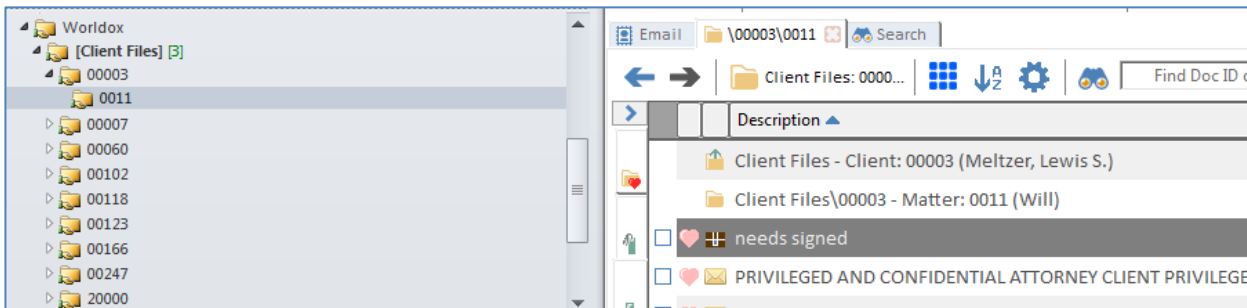 Worldox
[Client Files] [3]
00003
0011
00007
00060
00102
00118
00123
00166
00247
20000
Email
\00003\0011
Search
Client Files: 0000...
Find Doc ID
Description
Client Files - Client: 00003 (Meltzer, Lewis S.)
Client Files\00003 - Matter: 0011 (Will)
needs signed
PRIVILEGED AND CONFIDENTIAL ATTORNEY CLIENT PRIVILEGE